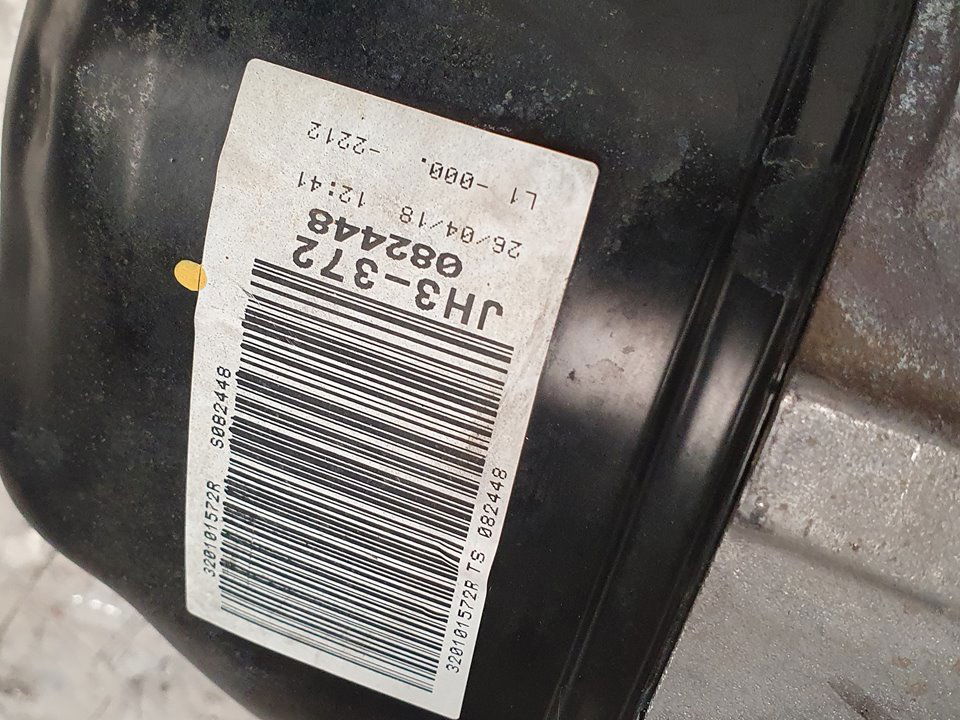 L1 -000. -2212
26/04/18 12:41
082448
JH3-372
320101572R S082448
320101572R TS 082448